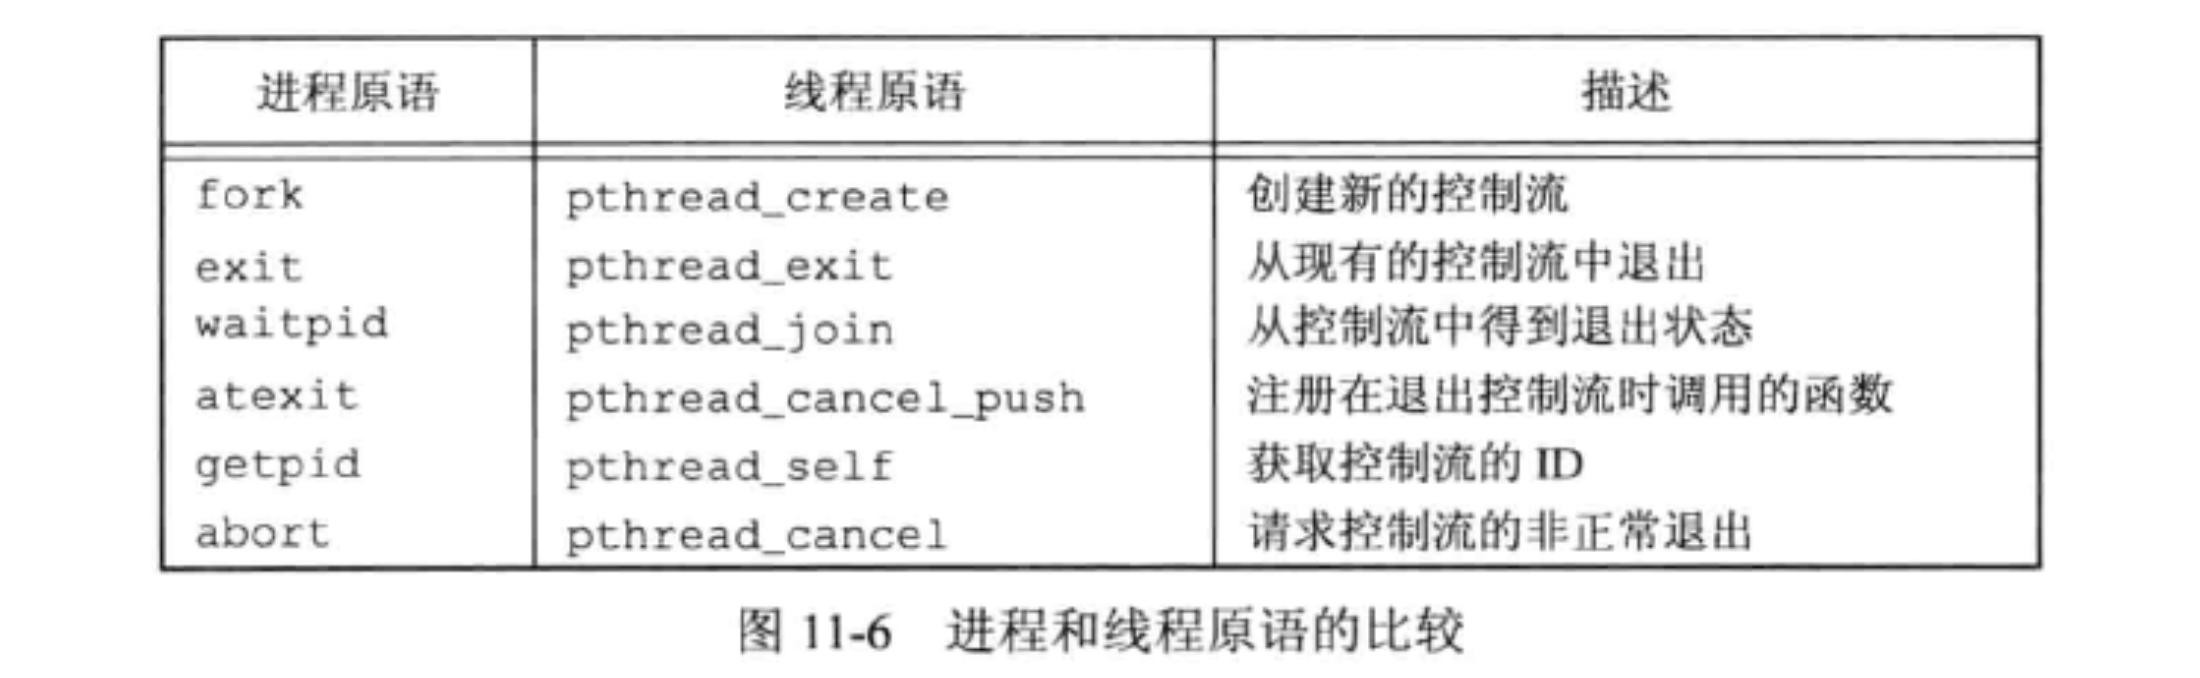 进程原语 线程原语 描述
fork pthread_create 创建新的控制流
exit pthread_exit 从现有的控制流中退出
waitpid pthread_join 从控制流中得到退出状态
atexit pthread_cancel_push 注册在退出控制流时调用的函数
getpid pthread_self 获取控制流的 ID
abort pthread_cancel 请求控制流的非正常退出
图 11-6 进程和线程原语的比较